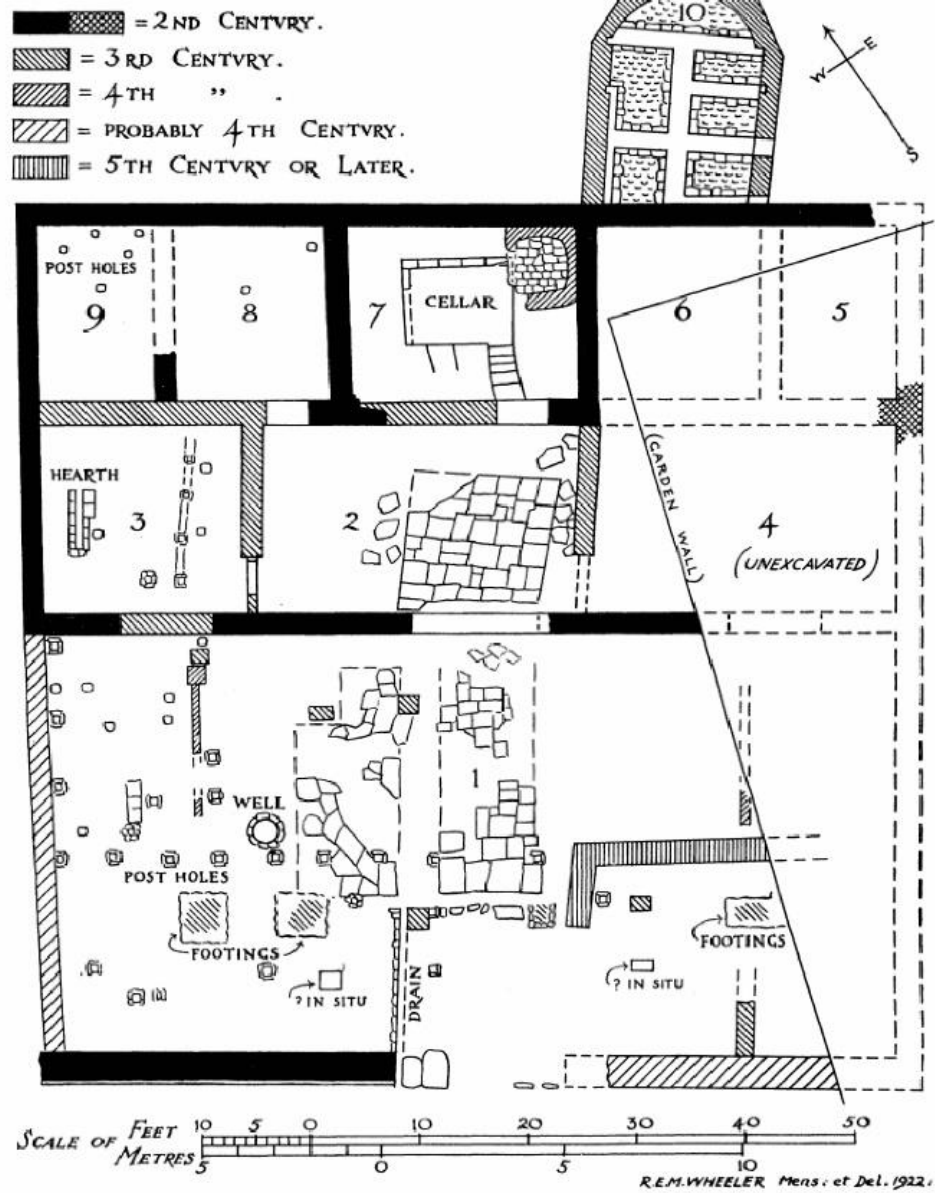 = 2ND CENTVRY.
= 3RD CENTVRY.
= 4TH " .
= PROBABLY 4TH CENTVRY.
= 5TH CENTVRY OR LATER.
10
W E
S
POST HOLES
9
8
7
CELLAR
6
5
HEARTH
3
2
(GARDEN WALL)
4
(UNEXCAVATED)
1
WELL
POST HOLES
FOOTINGS
? IN SITU
DRAIN
FOOTINGS
? IN SITU
SCALE OF FEET
10 5 0 10 20 30 40 50
METRES
5 0 5 10
R.E.M.WHEELER Mens: et Del. 1922.